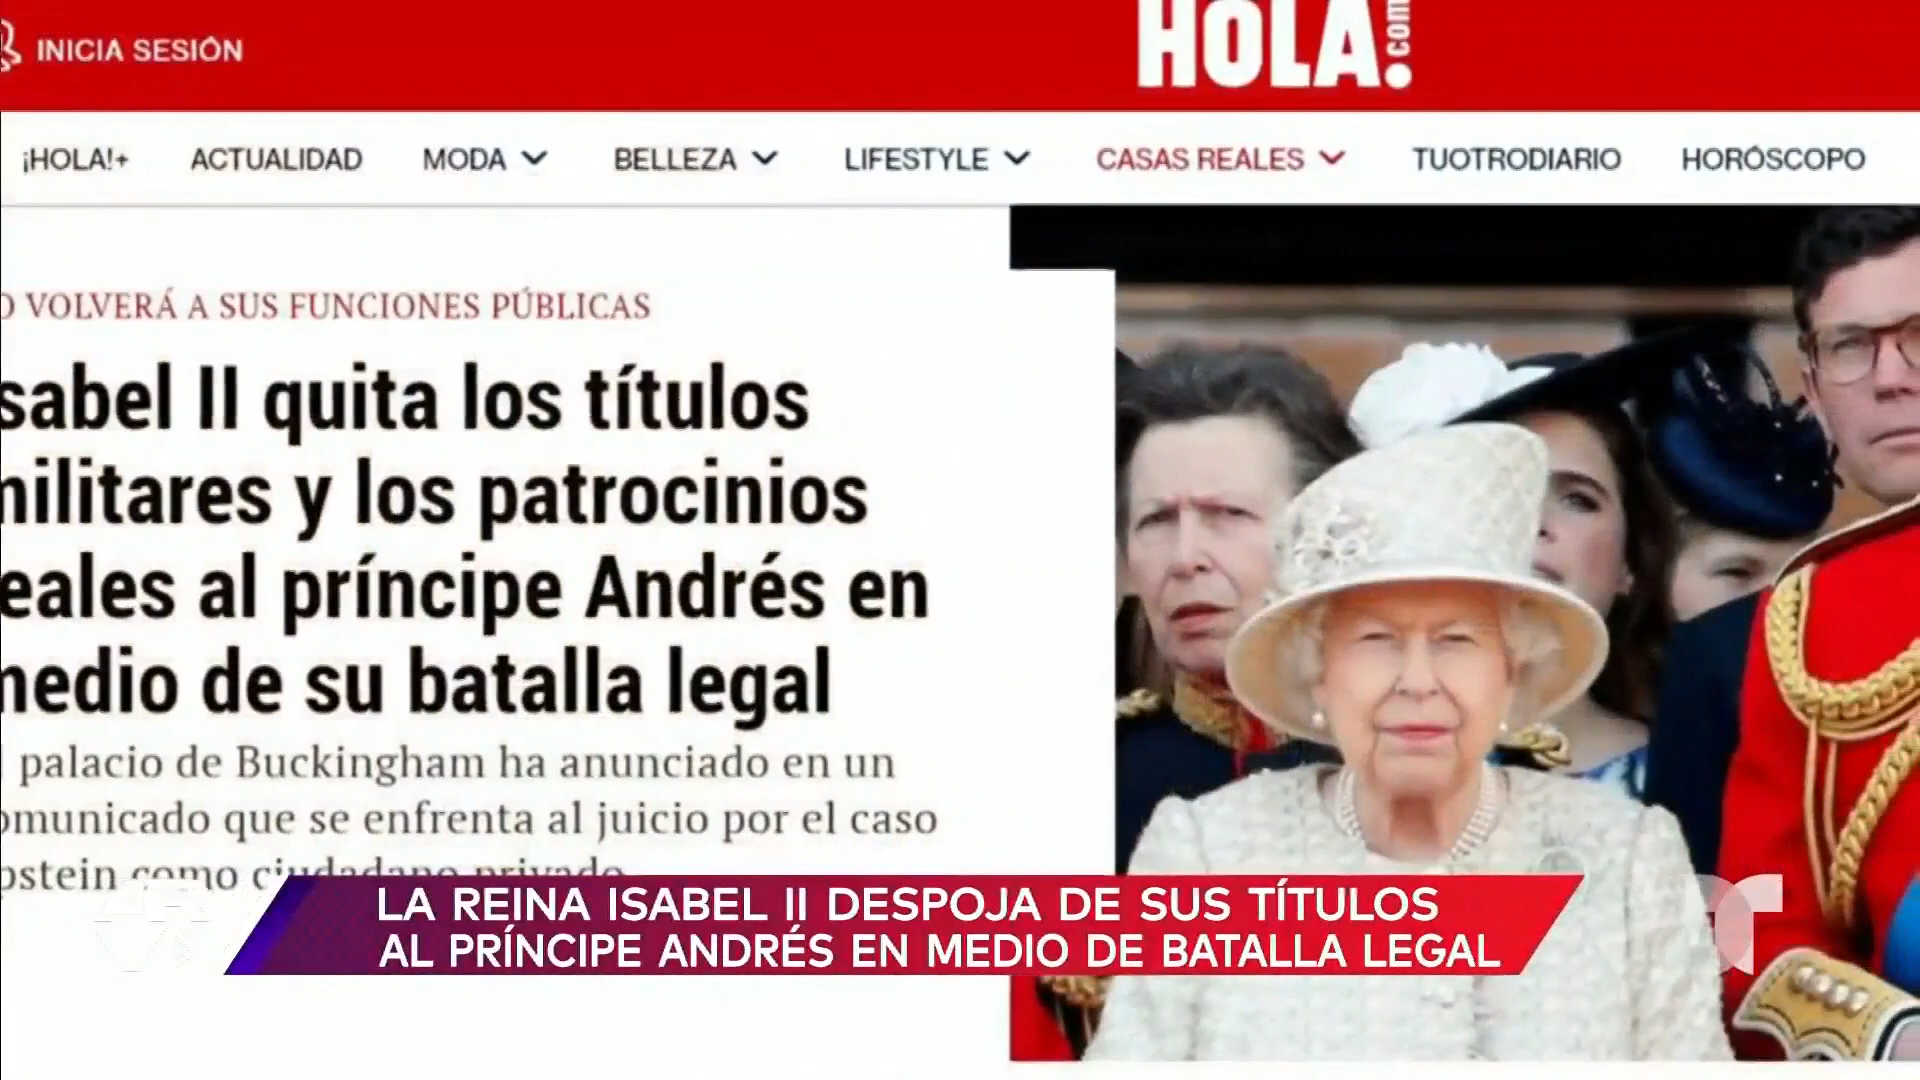 INICIA SESIÓN
HOLA!.com
¡HOLA!+ ACTUALIDAD MODA BELLEZA LIFESTYLE CASAS REALES TUOTRODIARIO HORÓSCOPO
O VOLVERÁ A SUS FUNCIONES PÚBLICAS
sabel II quita los títulos
nilitares y los patrocinios
eales al príncipe Andrés en
nedio de su batalla legal
l palacio de Buckingham ha anunciado en un
omunicado que se enfrenta al juicio por el caso
pstein como ciudadano privado
LA REINA ISABEL II DESPOJA DE SUS TÍTULOS
AL PRÍNCIPE ANDRÉS EN MEDIO DE BATALLA LEGAL